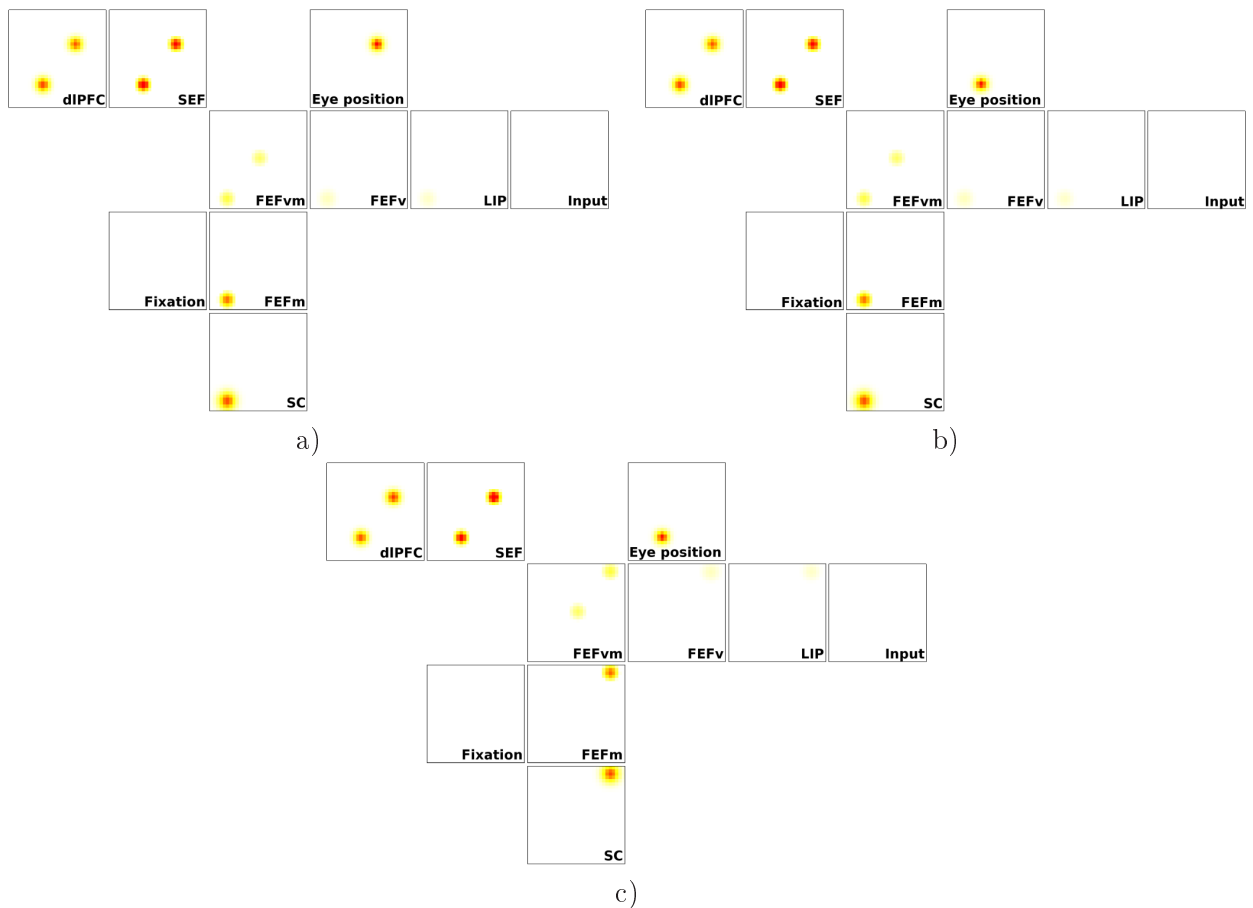 dlPFC SEF Eye position
FEFvm FEFv LIP Input
Fixation FEFm
SC
a)
dlPFC SEF Eye position
FEFvm FEFv LIP Input
Fixation FEFm
SC
b)
dlPFC SEF Eye position
FEFvm FEFv LIP Input
Fixation FEFm
SC
c)